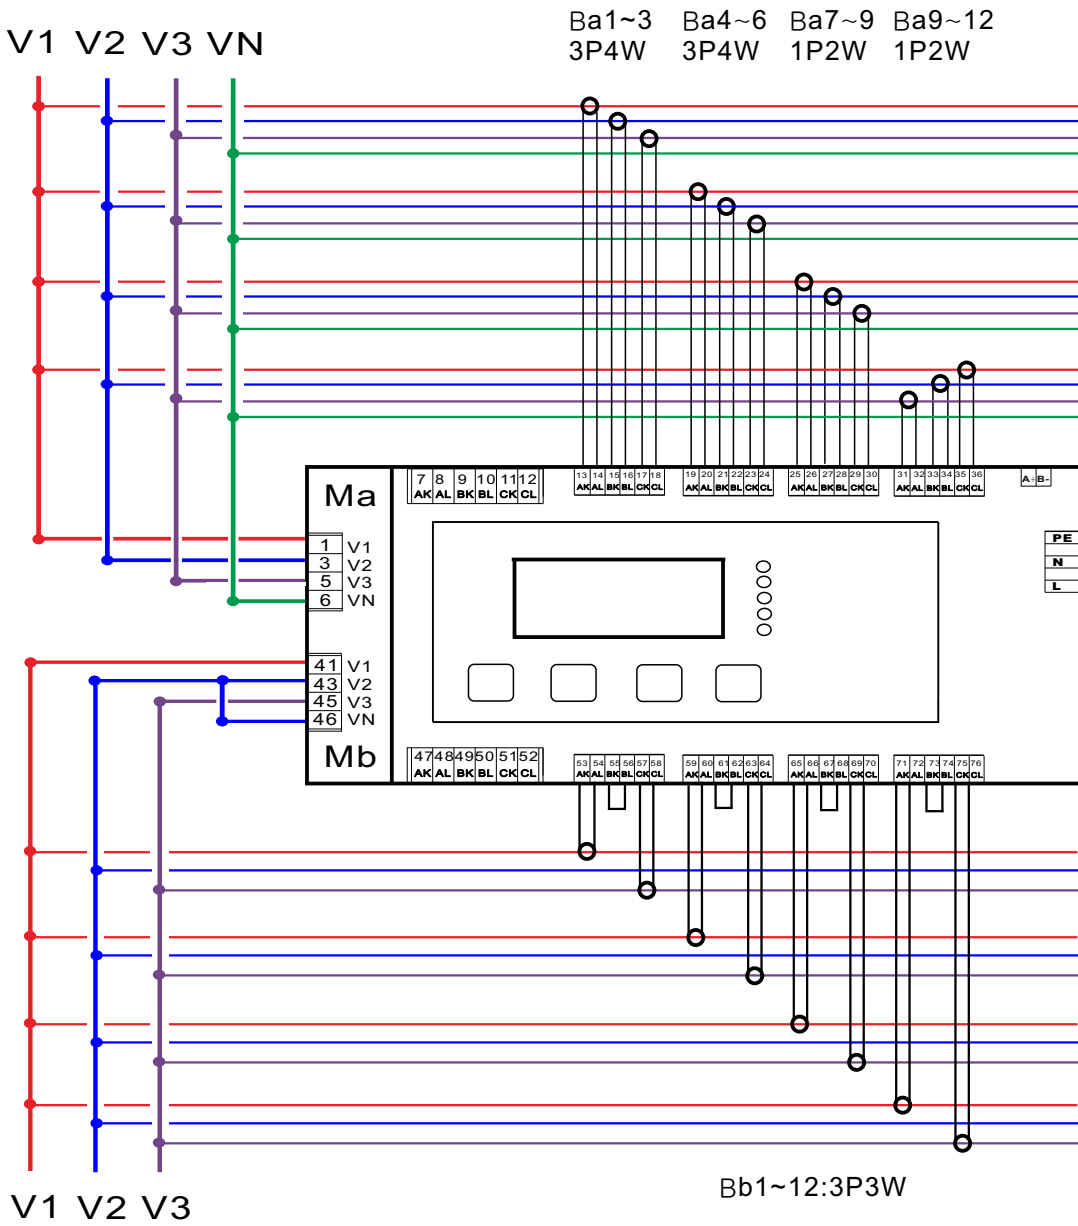 Ba1~3 Ba4~6 Ba7~9 Ba9~12
3P4W 3P4W 1P2W 1P2W
V1 V2 V3 VN
Ma
7 8 9 10 11 12
AK AL BK BL CK CL
13 14 15 16 17 18
AK AL BK BL CK CL
19 20 21 22 23 24
AK AL BK BL CK CL
25 26 27 28 29 30
AK AL BK BL CK CL
31 32 33 34 35 36
AK AL BK BL CK CL
A+ B-
PE
N
L
1 V1
3 V2
5 V3
6 VN
41 V1
43 V2
45 V3
46 VN
Mb
47 48 49 50 51 52
AK AL BK BL CK CL
53 54 55 56 57 58
AK AL BK BL CK CL
59 60 61 62 63 64
AK AL BK BL CK CL
65 66 67 68 69 70
AK AL BK BL CK CL
71 72 73 74 75 76
AK AL BK BL CK CL
Bb1~12:3P3W
V1 V2 V3